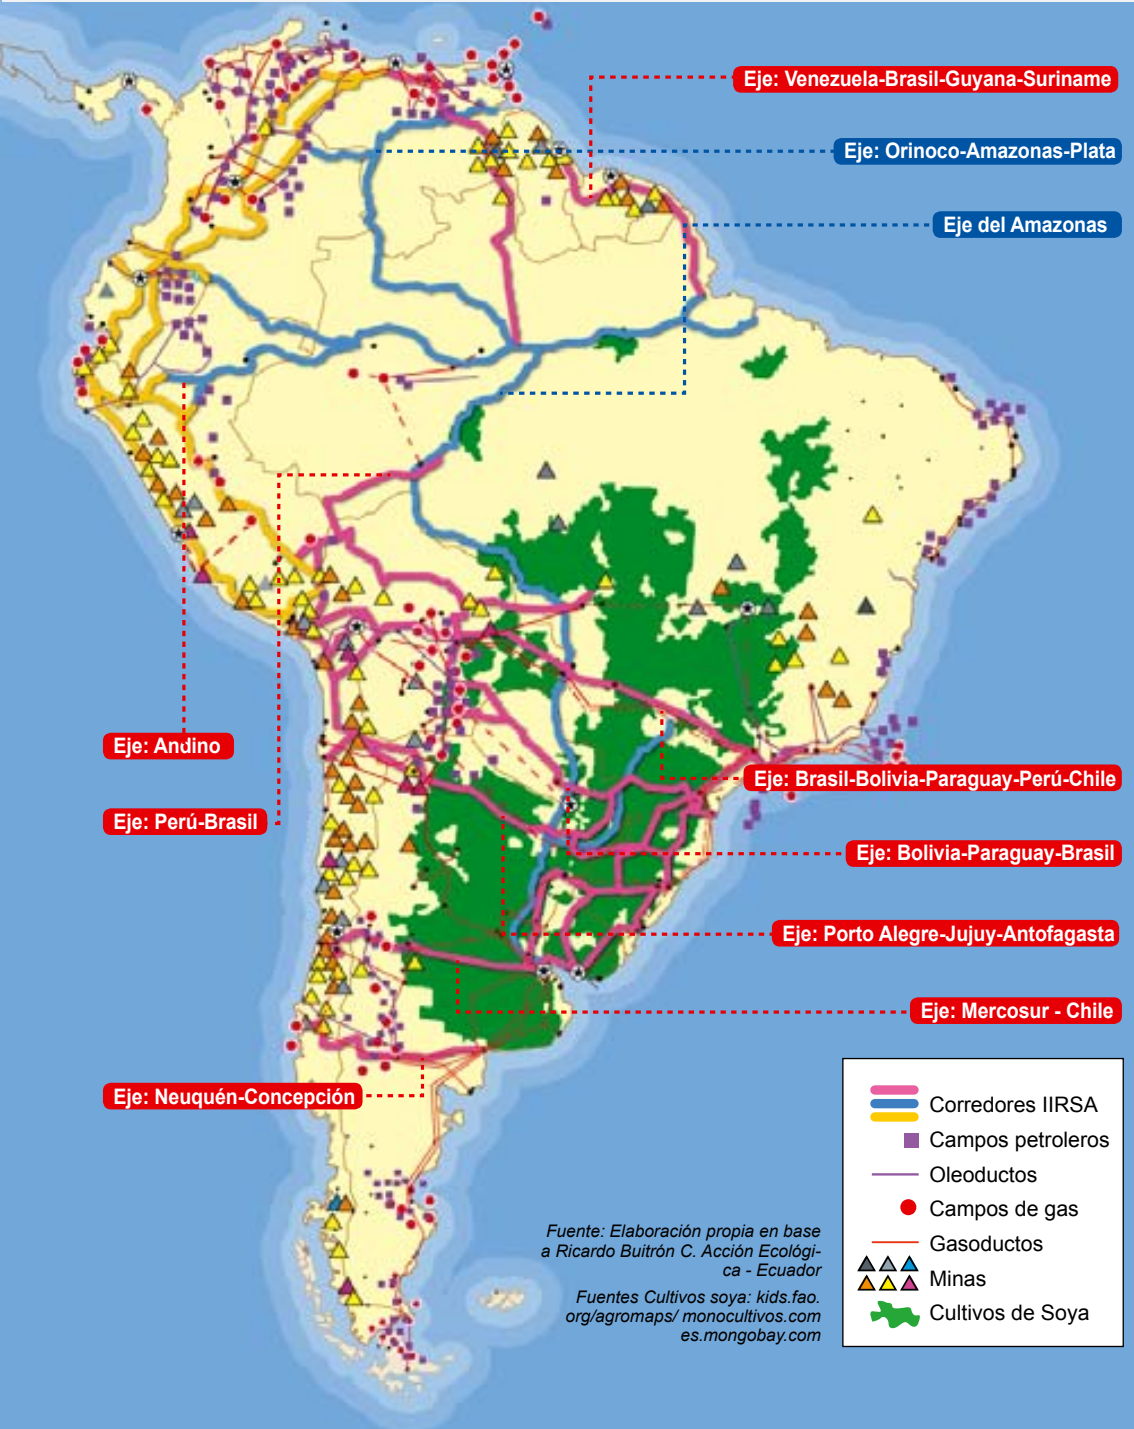 Eje: Venezuela-Brasil-Guyana-Suriname
Eje: Orinoco-Amazonas-Plata
Eje del Amazonas
Eje: Andino
Eje: Perú-Brasil
Eje: Brasil-Bolivia-Paraguay-Perú-Chile
Eje: Bolivia-Paraguay-Brasil
Eje: Porto Alegre-Jujuy-Antofagasta
Eje: Mercosur - Chile
Eje: Neuquén-Concepción
Corredores IIRSA
Campos petroleros
Oleoductos
Campos de gas
Gasoductos
Minas
Cultivos de Soya
Fuente: Elaboración propia en base
a Ricardo Buitrón C. Acción Ecológi-
ca - Ecuador
Fuentes Cultivos soya: kids.fao.
org/agromaps/ monocultivos.com
es.mongobay.com